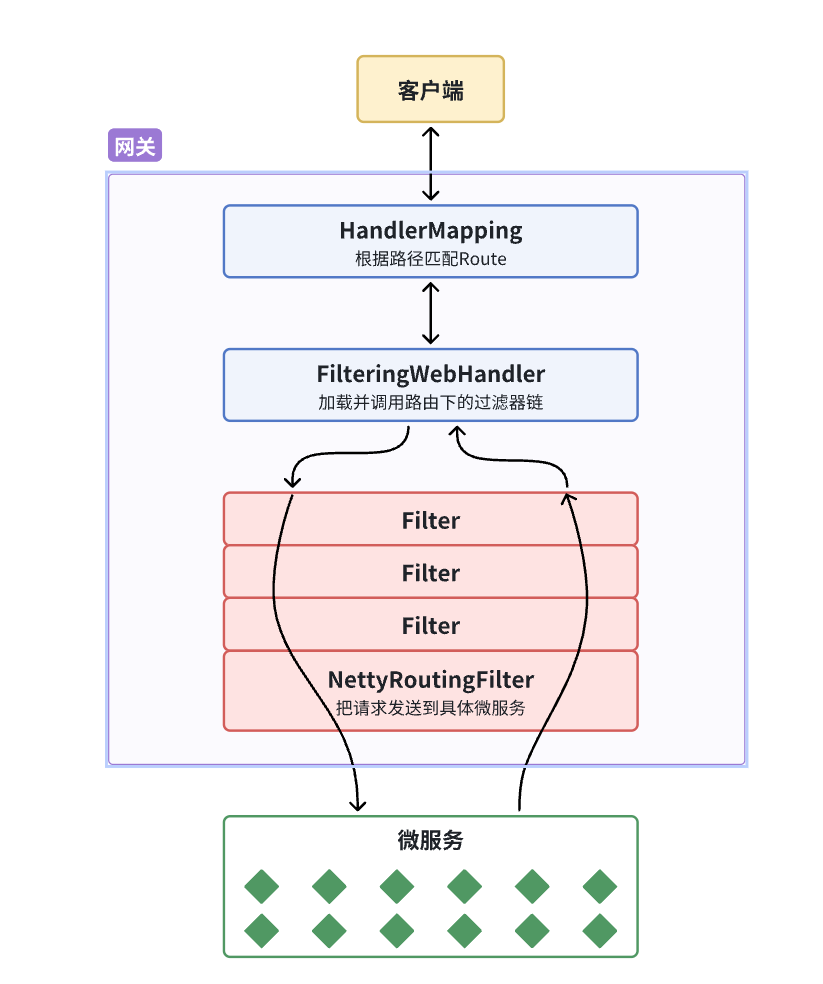 客户端
网关
HandlerMapping
根据路径匹配Route
FilteringWebHandler
加载并调用路由下的过滤器链
Filter
Filter
Filter
NettyRoutingFilter
把请求发送到具体微服务
微服务